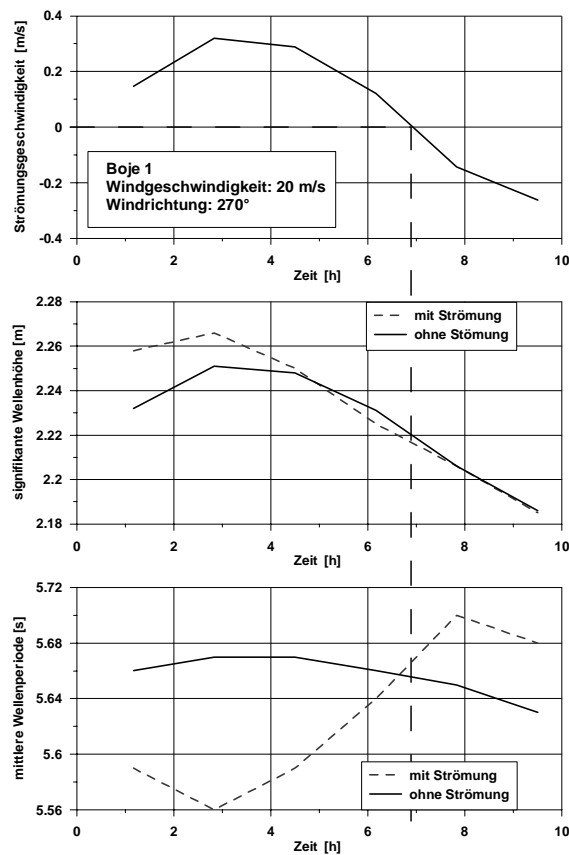 Strömungsgeschwindigkeit [m/s]
0.4
0.2
0
-0.2
-0.4
Boje 1
Windgeschwindigkeit: 20 m/s
Windrichtung: 270°
0 2 4 6 8 10
Zeit [h]
signifikante Wellenhöhe [m]
2.28
2.26
2.24
2.22
2.2
2.18
mit Strömung
ohne Stömung
0 2 4 6 8 10
Zeit [h]
mittlere Wellenperiode [s]
5.72
5.68
5.64
5.6
5.56
mit Strömung
ohne Strömung
0 2 4 6 8 10
Zeit [h]